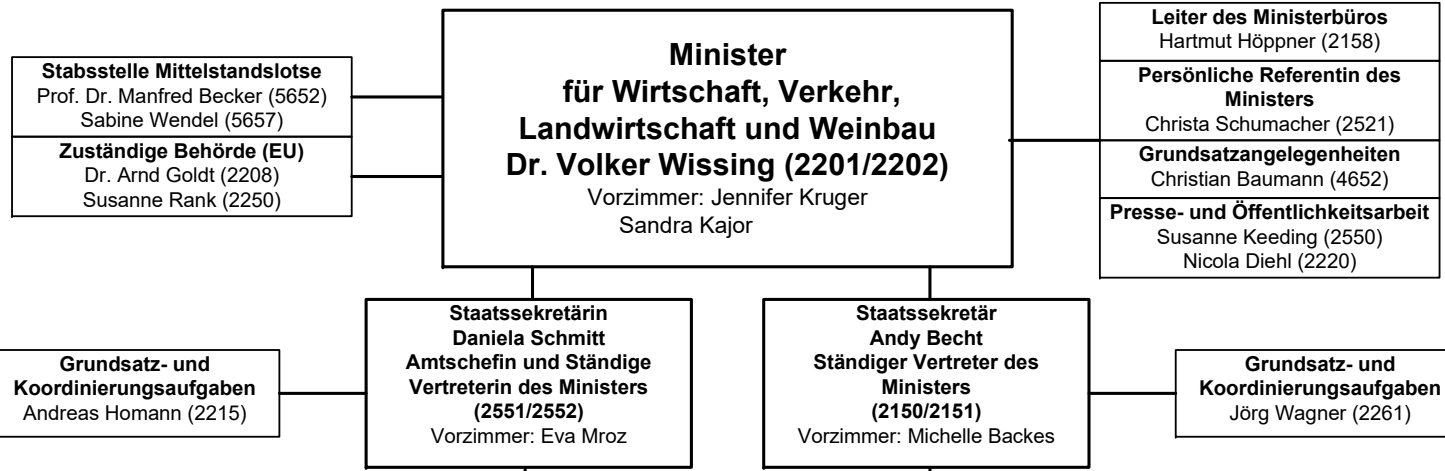 Minister
für Wirtschaft, Verkehr,
Landwirtschaft und Weinbau
Dr. Volker Wissing (2201/2202)
Vorzimmer: Jennifer Kruger
Sandra Kajor
Stabsstelle Mittelstandslotse
Prof. Dr. Manfred Becker (5652)
Sabine Wendel (5657)
Zuständige Behörde (EU)
Dr. Arnd Goldt (2208)
Susanne Rank (2250)
Leiter des Ministerbüros
Hartmut Höppner (2158)
Persönliche Referentin des
Ministers
Christa Schumacher (2521)
Grundsatzangelegenheiten
Christian Baumann (4652)
Presse- und Öffentlichkeitsarbeit
Susanne Keeding (2550)
Nicola Diehl (2220)
Grundsatz- und
Koordinierungsaufgaben
Andreas Homann (2215)
Staatssekretärin
Daniela Schmitt
Amtschefin und Ständige
Vertreterin des Ministers
(2551/2552)
Vorzimmer: Eva Mroz
Staatssekretär
Andy Becht
Ständiger Vertreter des
Ministers
(2150/2151)
Vorzimmer: Michelle Backes
Grundsatz- und
Koordinierungsaufgaben
Jörg Wagner (2261)